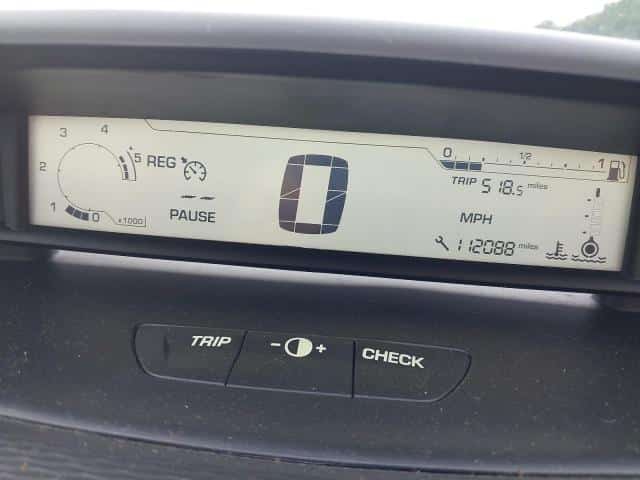 3 4
2 5 REG
1 0 x1000
-- PAUSE
0
0 1/2 1
TRIP 518.5 miles
MPH
112088 miles
TRIP - + CHECK